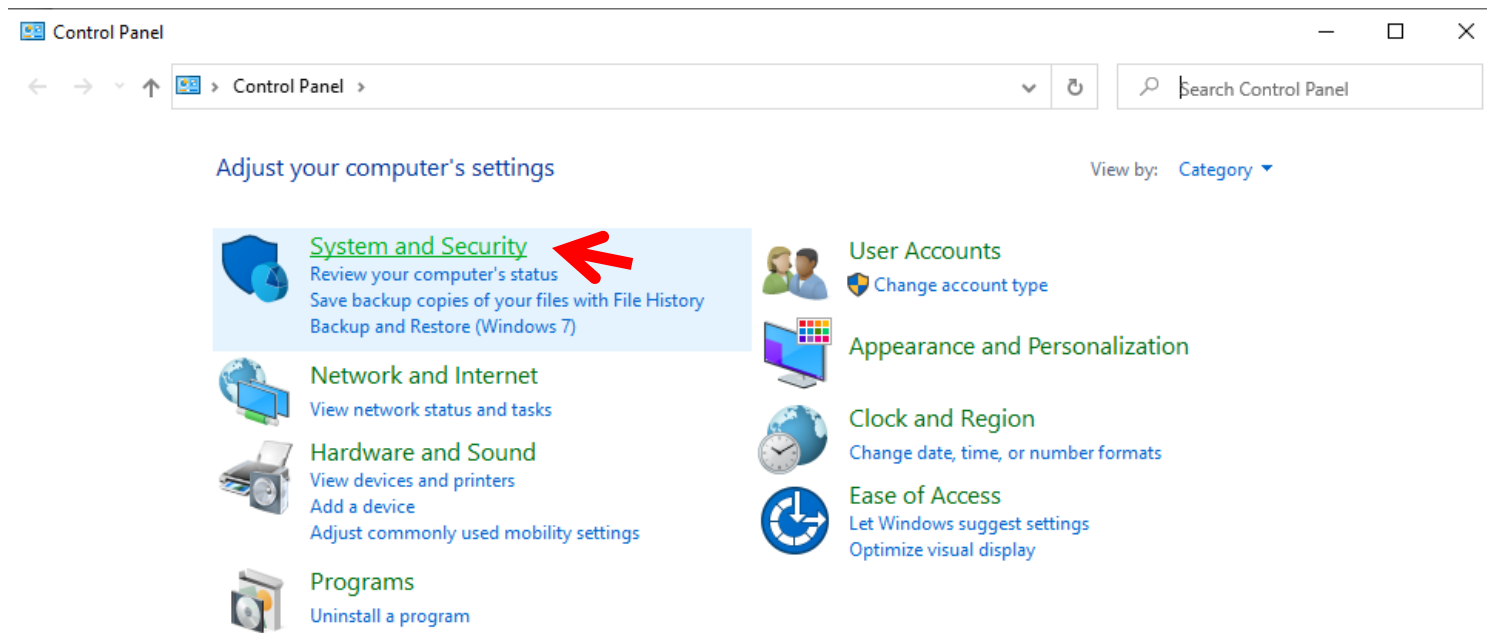 Control Panel
Control Panel
Search Control Panel
Adjust your computer's settings
View by: Category
System and Security
Review your computer's status
Save backup copies of your files with File History
Backup and Restore (Windows 7)
Network and Internet
View network status and tasks
Hardware and Sound
View devices and printers
Add a device
Adjust commonly used mobility settings
Programs
Uninstall a program
User Accounts
Change account type
Appearance and Personalization
Clock and Region
Change date, time, or number formats
Ease of Access
Let Windows suggest settings
Optimize visual display